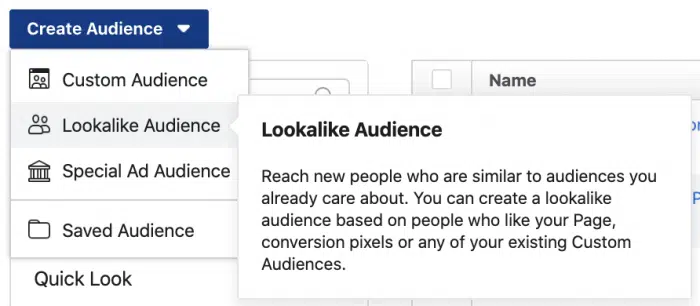 Create Audience
Custom Audience
Name
Lookalike Audience
Special Ad Audience
Saved Audience
Quick Look
Lookalike Audience
Reach new people who are similar to audiences you
already care about. You can create a lookalike
audience based on people who like your Page,
conversion pixels or any of your existing Custom
Audiences.